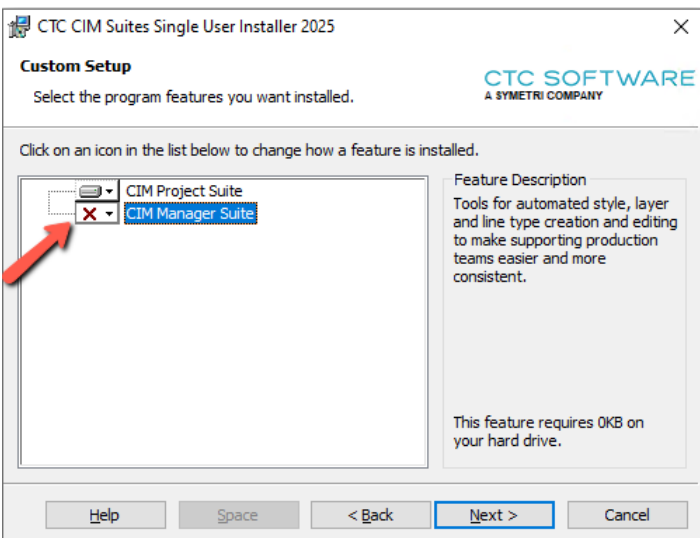 CTC CIM Suites Single User Installer 2025
Custom Setup
Select the program features you want installed.
CTC SOFTWARE
A SYMETRI COMPANY
Click on an icon in the list below to change how a feature is installed.
CIM Project Suite
CIM Manager Suite
Feature Description
Tools for automated style, layer
and line type creation and editing
to make supporting production
teams easier and more
consistent.
This feature requires 0KB on
your hard drive.
Help
Space
< Back
Next >
Cancel